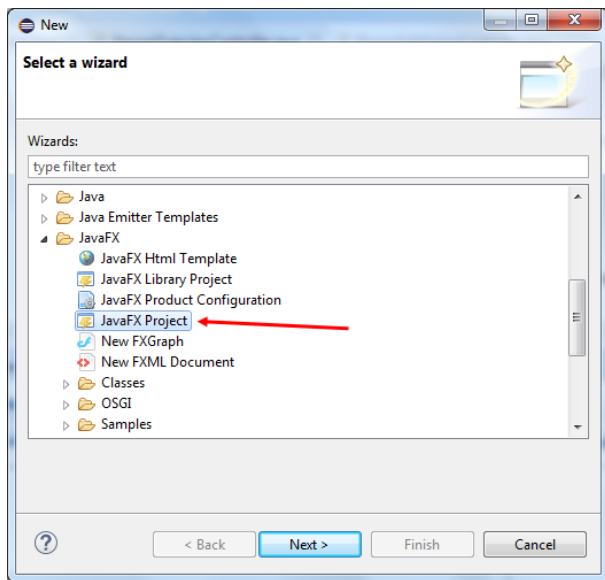 New
Select a wizard
Wizards:
type filter text
Java
Java Emitter Templates
JavaFX
JavaFX Html Template
JavaFX Library Project
JavaFX Product Configuration
JavaFX Project
New FXGraph
New FXML Document
Classes
OSGI
Samples
< Back Next > Finish Cancel